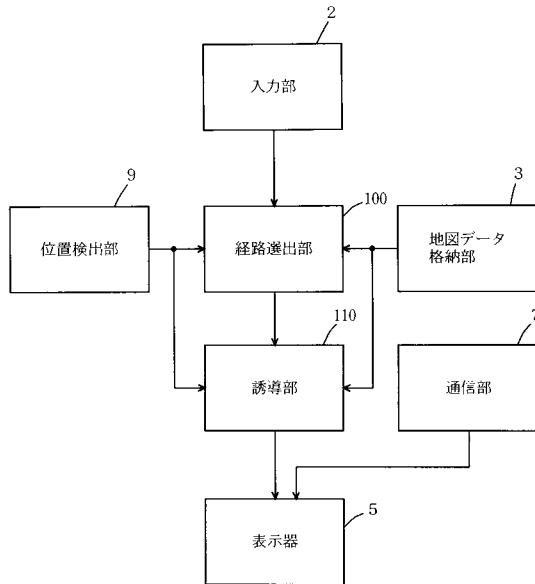 2
入力部
9
位置検出部
100
経路選出部
3
地図データ
格納部
110
誘導部
7
通信部
5
表示器